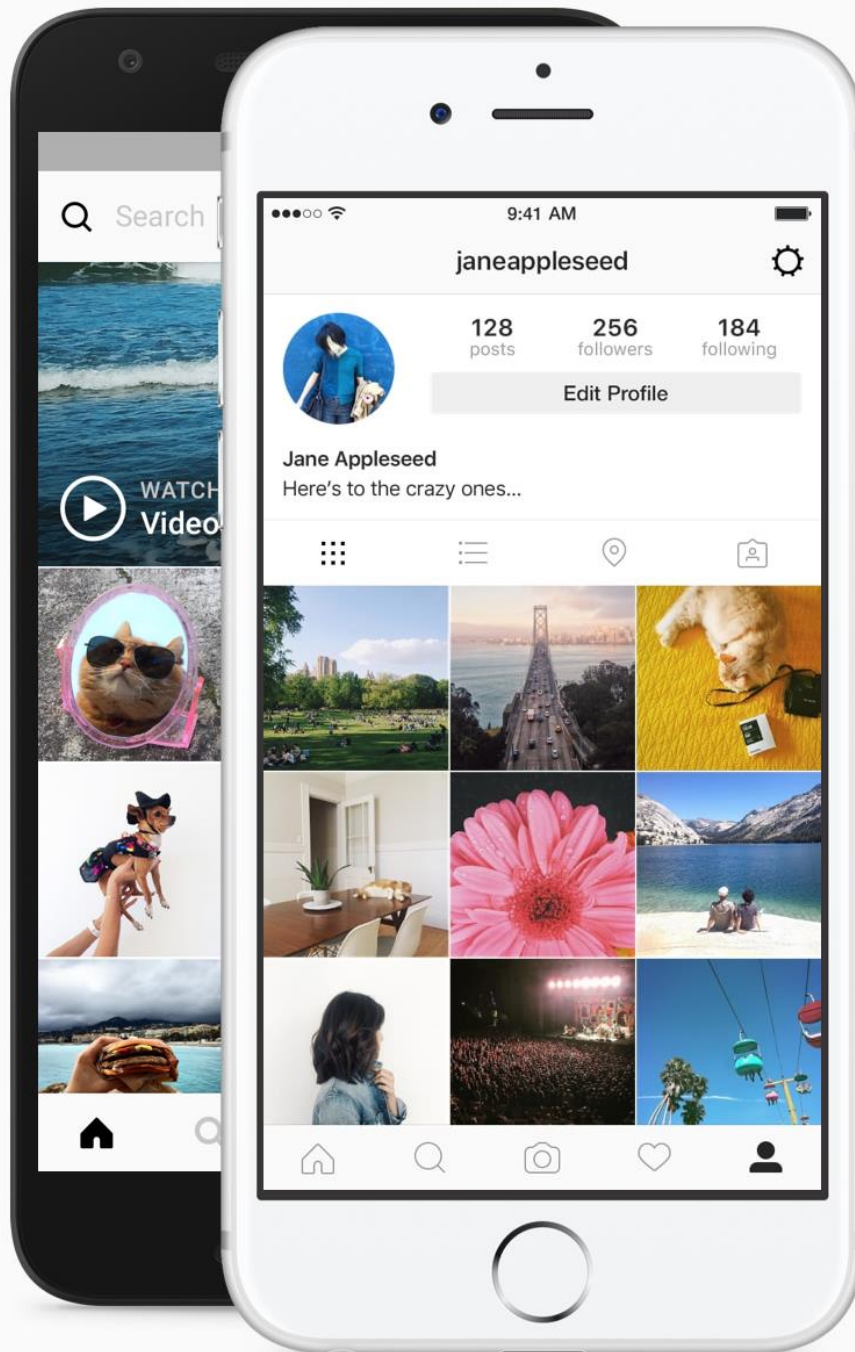 Search
WATCH
Video
9:41 AM
janeappleseed
128 256 184
posts followers following
Edit Profile
Jane Appleseed
Here's to the crazy ones...